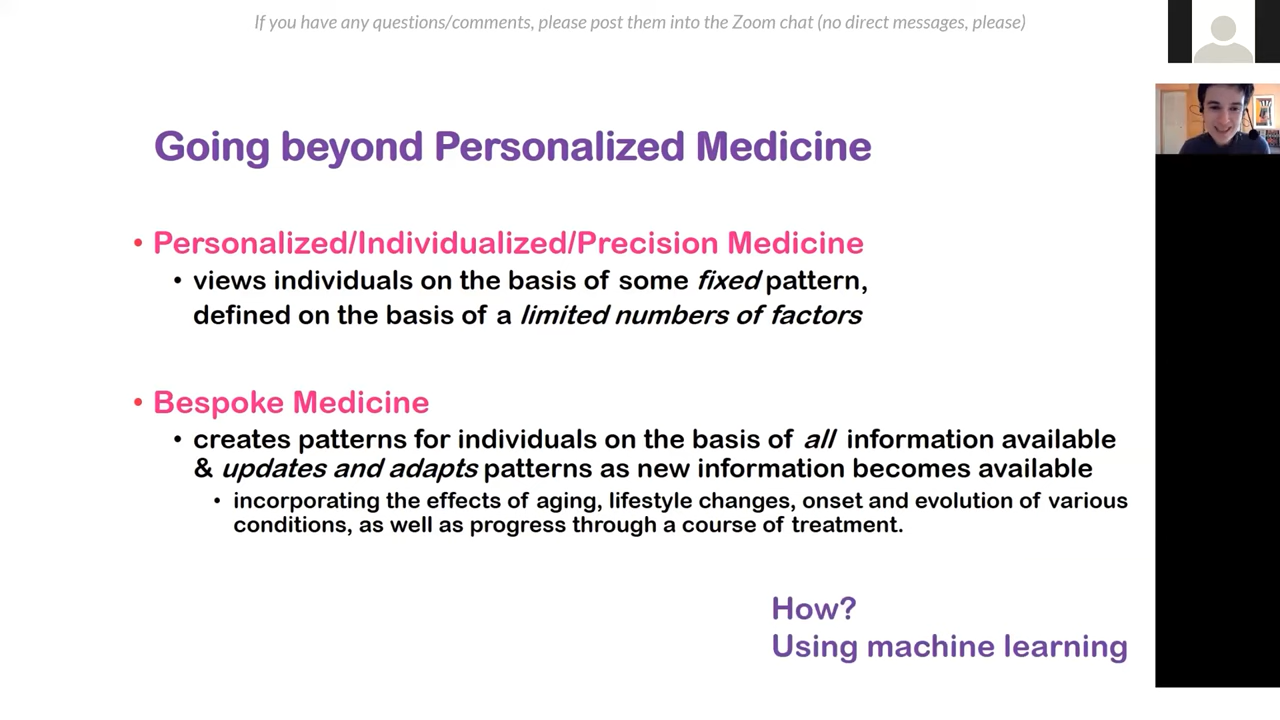 If you have any questions/comments, please post them into the Zoom chat (no direct messages, please)
Going beyond Personalized Medicine
• Personalized/Individualized/Precision Medicine
• views individuals on the basis of some fixed pattern,
defined on the basis of a limited numbers of factors
• Bespoke Medicine
• creates patterns for individuals on the basis of all information available
& updates and adapts patterns as new information becomes available
• incorporating the effects of aging, lifestyle changes, onset and evolution of various
conditions, as well as progress through a course of treatment.
How?
Using machine learning